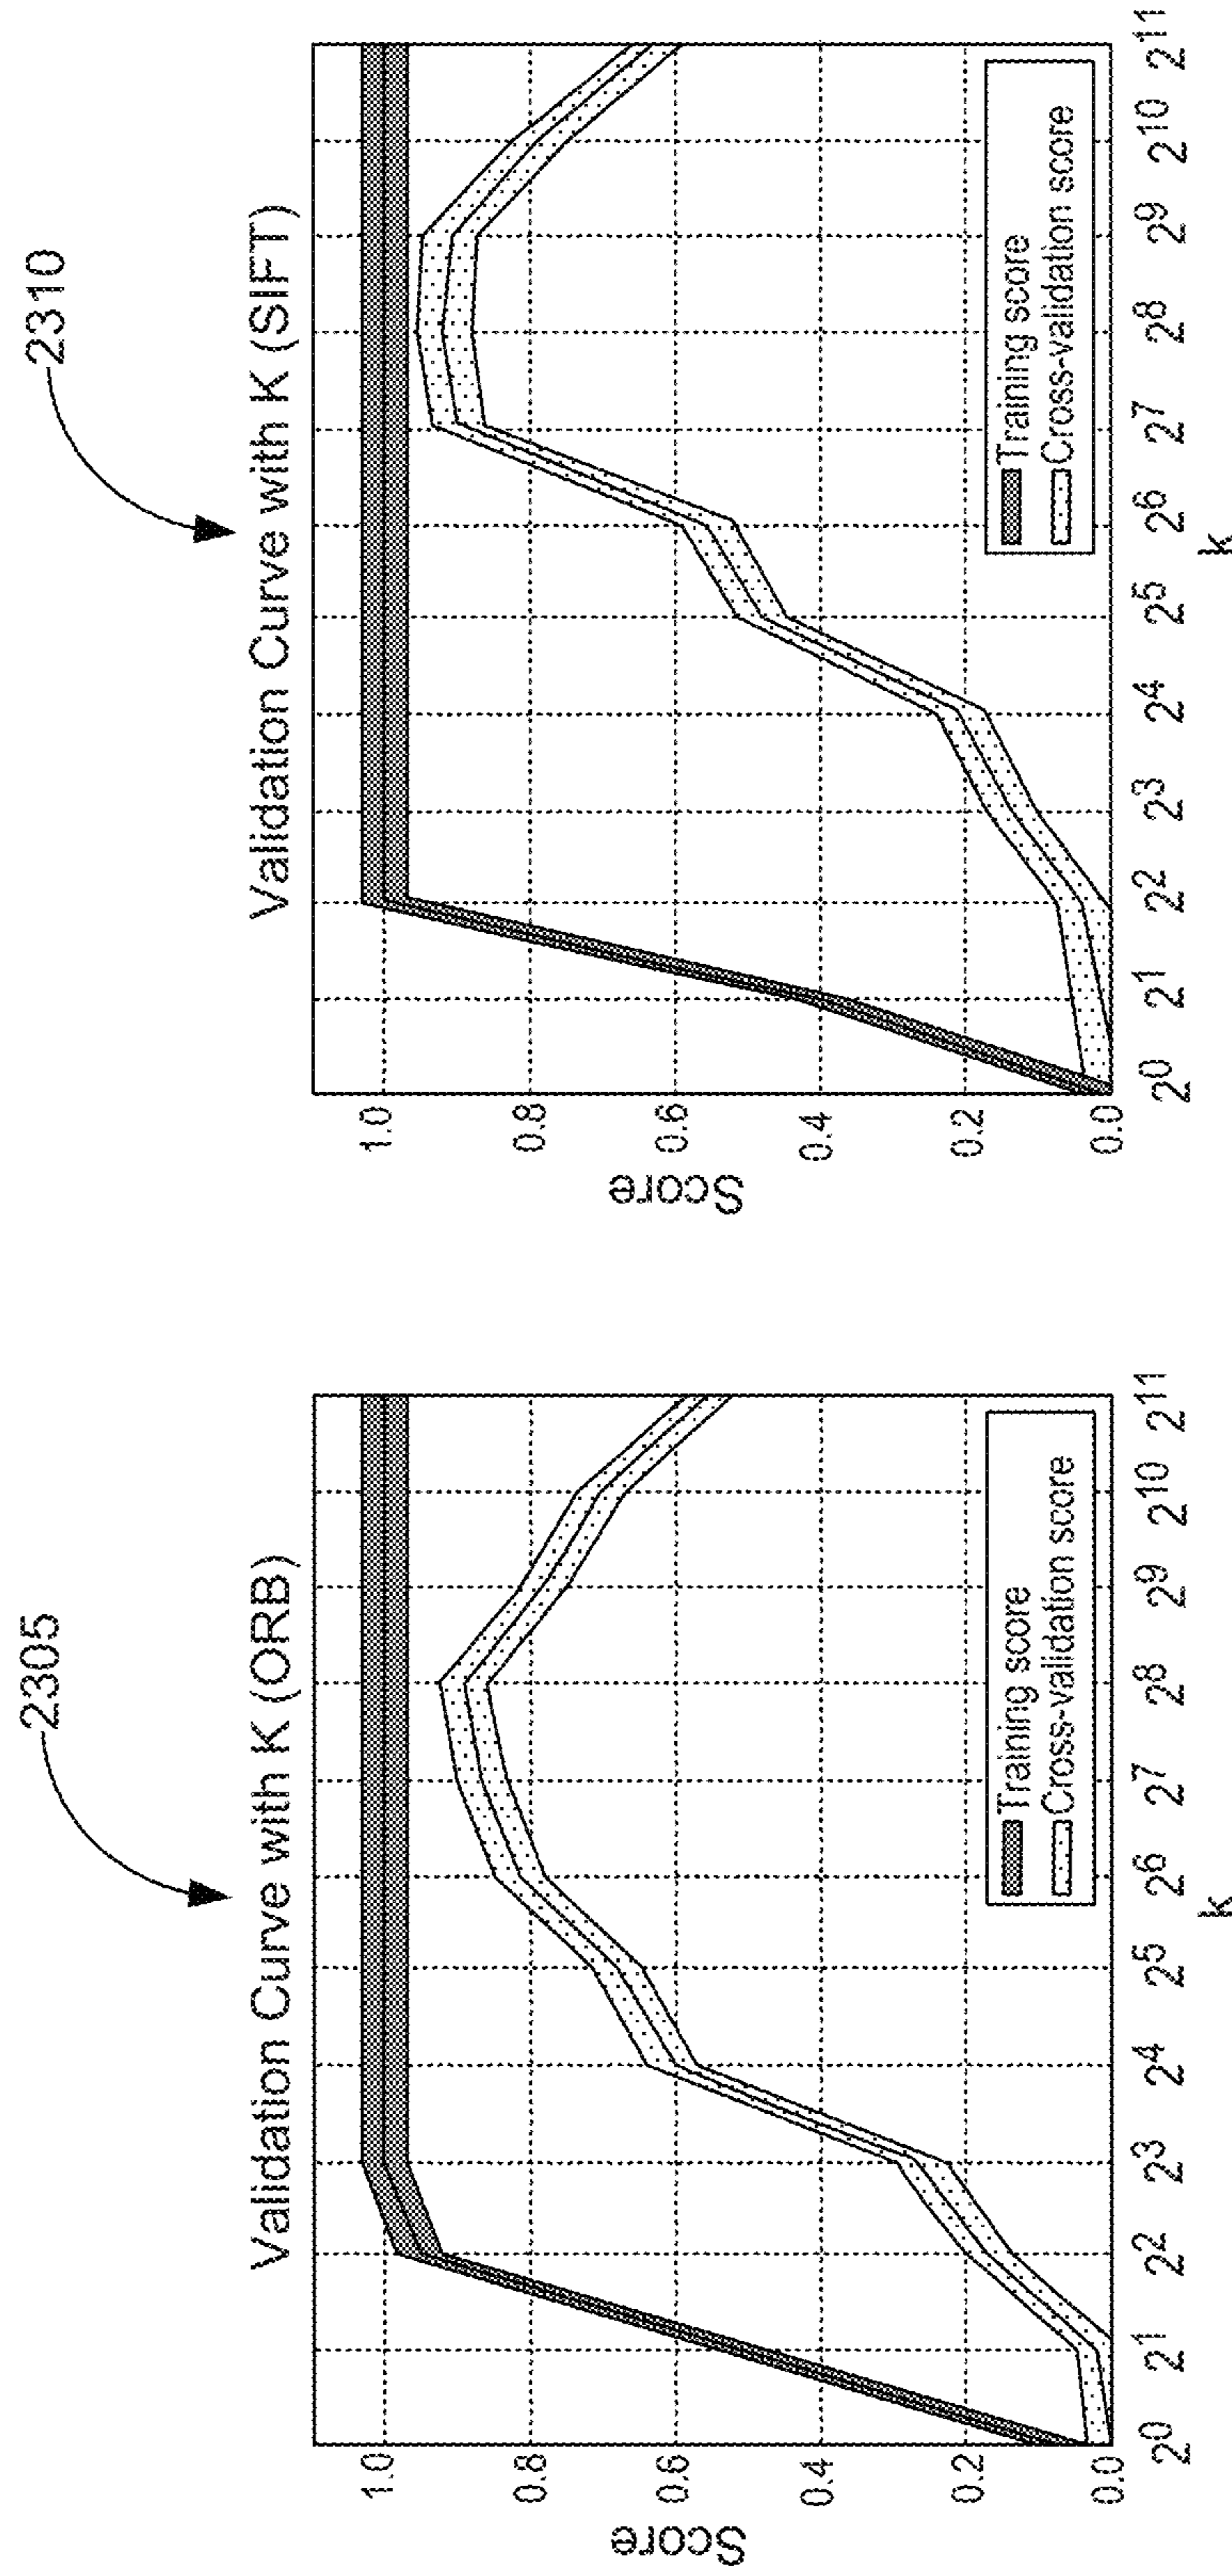 2305
Validation Curve with K (ORB)
Score
1.0
0.8
0.6
0.4
0.2
0.0
Training score
Cross-validation score
2⁰ 2¹ 2² 2³ 2⁴ 2⁵ 2⁶ 2⁷ 2⁸ 2⁹ 2¹⁰ 2¹¹
k
2310
Validation Curve with K (SIFT)
Score
1.0
0.8
0.6
0.4
0.2
0.0
Training score
Cross-validation score
2⁰ 2¹ 2² 2³ 2⁴ 2⁵ 2⁶ 2⁷ 2⁸ 2⁹ 2¹⁰ 2¹¹
k